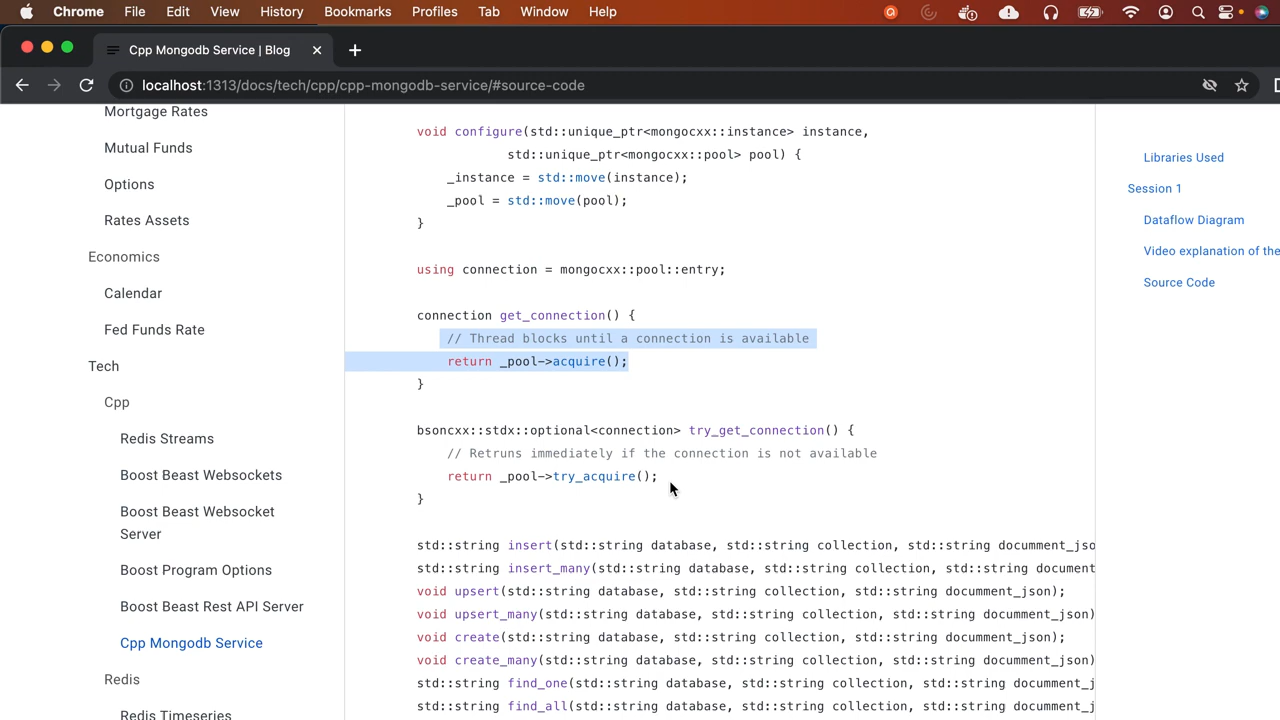 Chrome File Edit View History Bookmarks Profiles Tab Window Help
Cpp Mongodb Service | Blog
localhost:1313/docs/tech/cpp/cpp-mongodb-service/#source-code
Mortgage Rates
Mutual Funds
Options
Rates Assets
Economics
Calendar
Fed Funds Rate
Tech
Cpp
Redis Streams
Boost Beast Websockets
Boost Beast Websocket
Server
Boost Program Options
Boost Beast Rest API Server
Cpp Mongodb Service
Redis
Redis Timeseries
void configure(std::unique_ptr<mongocxx::instance> instance,
std::unique_ptr<mongocxx::pool> pool) {
_instance = std::move(instance);
_pool = std::move(pool);
}
using connection = mongocxx::pool::entry;
connection get_connection() {
// Thread blocks until a connection is available
return _pool->acquire();
}
bsoncxx::stdx::optional<connection> try_get_connection() {
// Retruns immediately if the connection is not available
return _pool->try_acquire();
}
std::string insert(std::string database, std::string collection, std::string documment_jso
std::string insert_many(std::string database, std::string collection, std::string document
void upsert(std::string database, std::string collection, std::string documment_json);
void upsert_many(std::string database, std::string collection, std::string documment_json)
void create(std::string database, std::string collection, std::string documment_json);
void create_many(std::string database, std::string collection, std::string documment_json)
std::string find_one(std::string database, std::string collection, std::string documment_j
std::string find_all(std::string database, std::string collection, std::string documment_j
Libraries Used
Session 1
Dataflow Diagram
Video explanation of the
Source Code